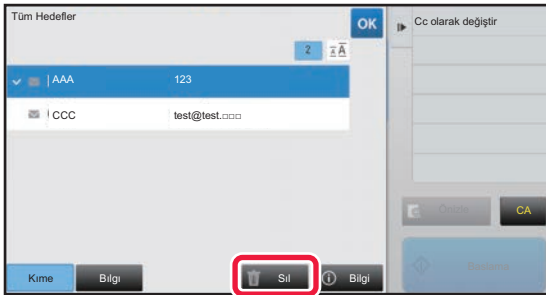 Tüm Hedefler
OK
Cc olarak değiştir
2
AAA 123
CCC test@test.□□□
CA
Kıme Bılgı Sıl Bilgi